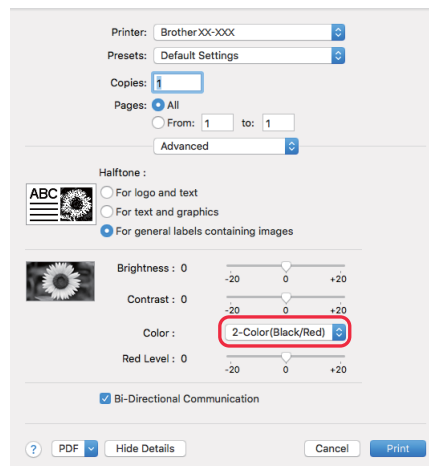 Printer: Brother XX-XXX
Presets: Default Settings
Copies: 1
Pages: All
From: 1 to: 1
Advanced
Halftone :
ABC
For logo and text
For text and graphics
For general labels containing images
Brightness : 0
-20 0 +20
Contrast : 0
-20 0 +20
Color : 2-Color(Black/Red)
Red Level : 0
-20 0 +20
Bi-Directional Communication
? PDF Hide Details Cancel Print